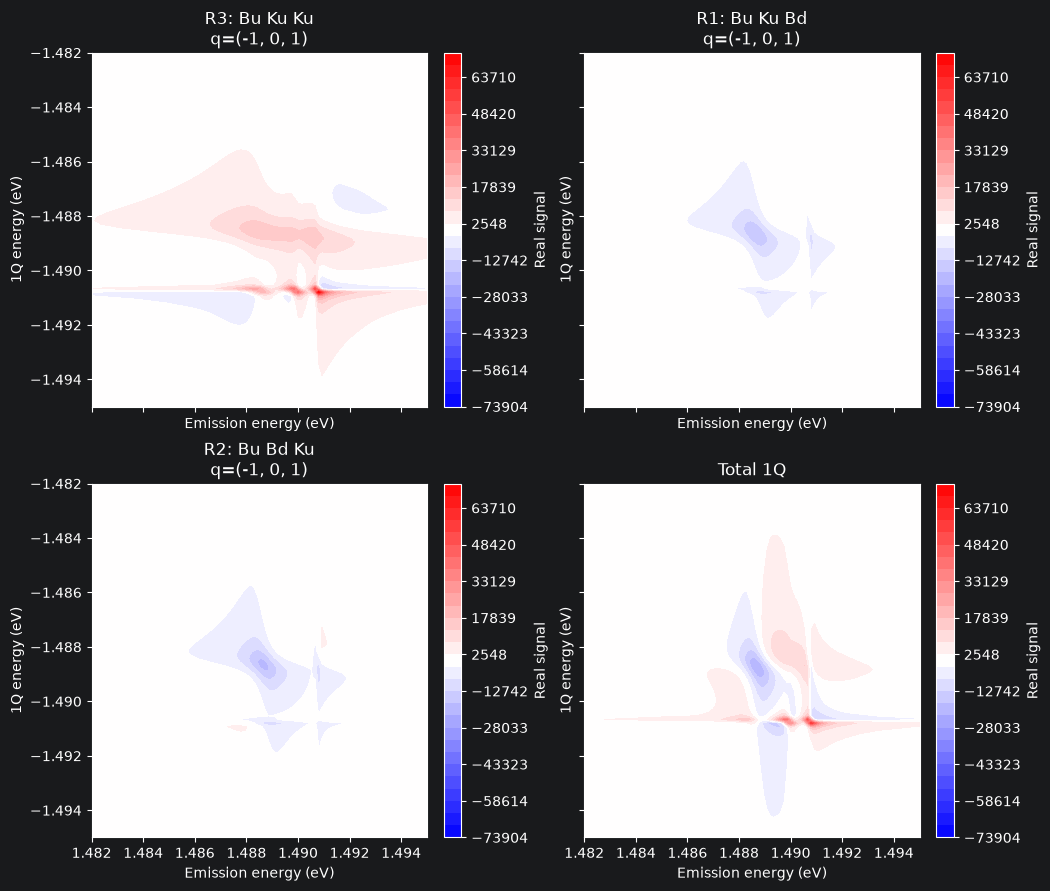 R3: Bu Ku Ku
q=(-1, 0, 1)
−1.482
−1.484
−1.486
−1.488
−1.490
−1.492
−1.494
1Q energy (eV)
Emission energy (eV)
63710
48420
33129
17839
2548
−12742
−28033
−43323
−58614
−73904
Real signal
R1: Bu Ku Bd
q=(-1, 0, 1)
1Q energy (eV)
Emission energy (eV)
63710
48420
33129
17839
2548
−12742
−28033
−43323
−58614
−73904
Real signal
R2: Bu Bd Ku
q=(-1, 0, 1)
−1.482
−1.484
−1.486
−1.488
−1.490
−1.492
−1.494
1Q energy (eV)
1.482 1.484 1.486 1.488 1.490 1.492 1.494
Emission energy (eV)
63710
48420
33129
17839
2548
−12742
−28033
−43323
−58614
−73904
Real signal
Total 1Q
1Q energy (eV)
1.482 1.484 1.486 1.488 1.490 1.492 1.494
Emission energy (eV)
63710
48420
33129
17839
2548
−12742
−28033
−43323
−58614
−73904
Real signal